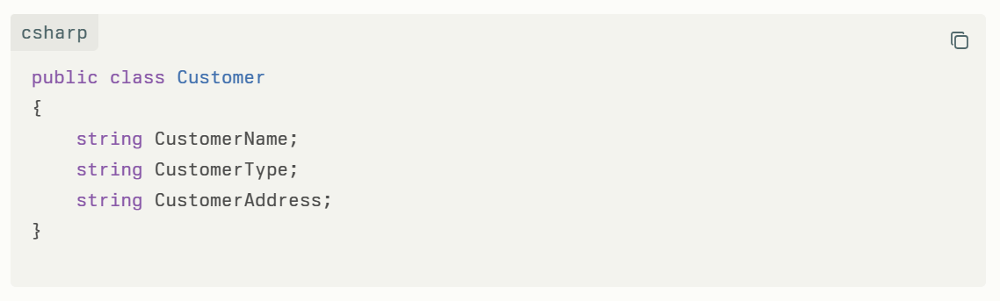 csharp
public class Customer
{
    string CustomerName;
    string CustomerType;
    string CustomerAddress;
}